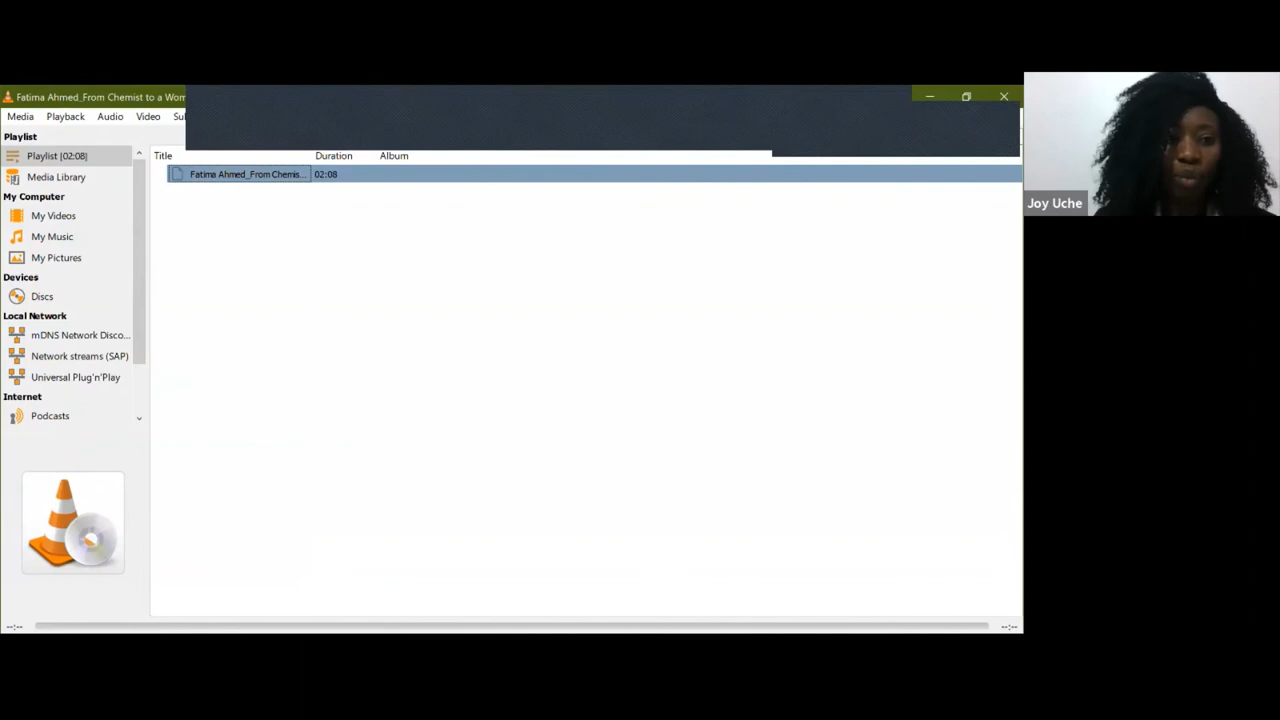 Fatima Ahmed_From Chemist to a Wom
Media Playback Audio Video Su
Playlist
Playlist [02:08]
Media Library
My Computer
My Videos
My Music
My Pictures
Devices
Discs
Local Network
mDNS Network Disco...
Network streams (SAP)
Universal Plug'n'Play
Internet
Podcasts
Title Duration Album
Fatima Ahmed_From Chemis... 02:08
--:-- --:--
Joy Uche